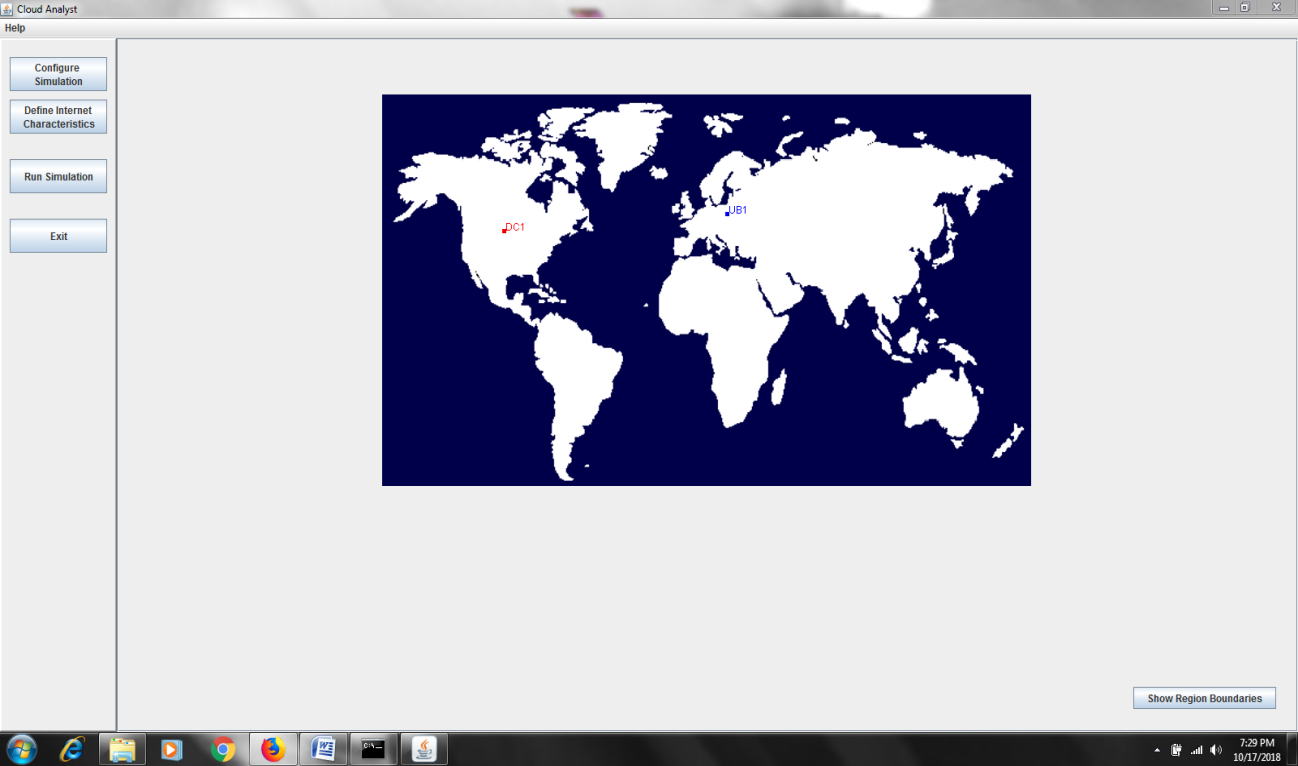 Cloud Analyst
Help
Configure
Simulation
Define Internet
Characteristics
Run Simulation
Exit
UB1
DC1
Show Region Boundaries
7:29 PM
10/17/2018